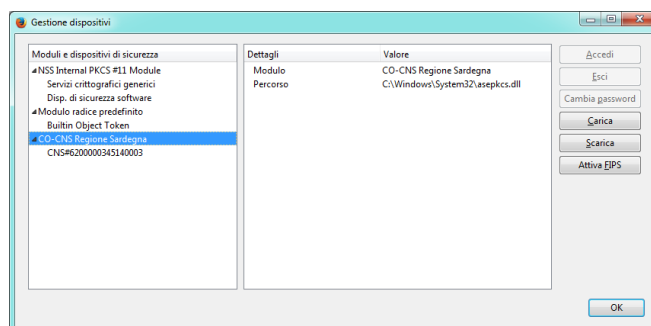 Gestione dispositivi
Moduli e dispositivi di sicurezza
NSS Internal PKCS #11 Module
Servizi crittografici generici
Disp. di sicurezza software
Modulo radice predefinito
Builtin Object Token
CO-CNS Regione Sardegna
CNS#6200000345140003
Dettagli Valore
Modulo CO-CNS Regione Sardegna
Percorso C:\Windows\System32\asepkcs.dll
Accedi
Esci
Cambia password
Carica
Scarica
Attiva FIPS
OK